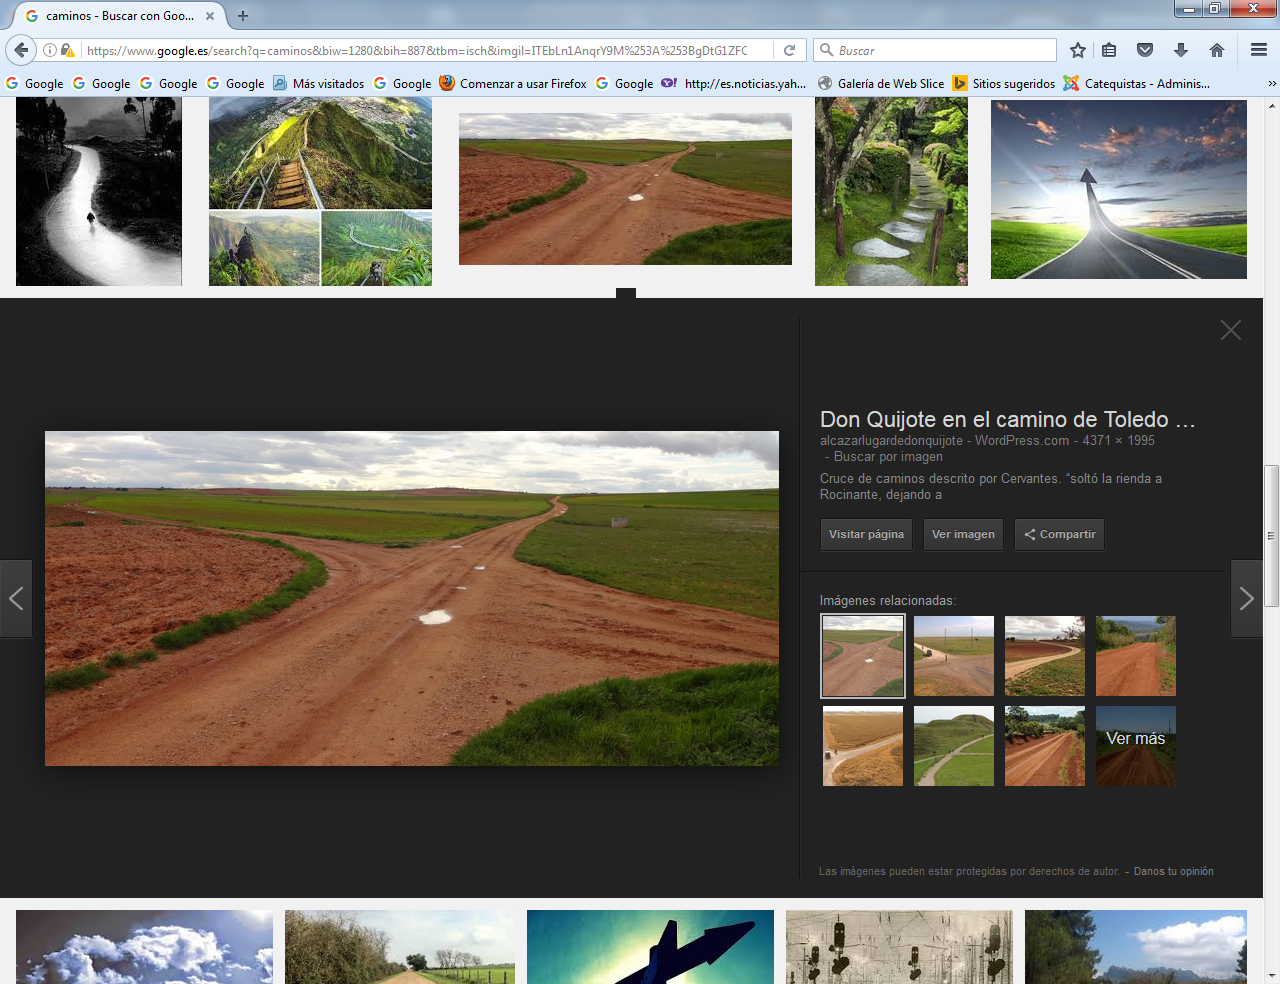 caminos - Buscar con Goo...
https://www.google.es/search?q=caminos&biw=1280&bih=887&tbm=isch&imgil=ITEbLn1AnqrY9M%253A%253BgDtG1ZFC
Buscar
Google Google Google Google Más visitados Google Comenzar a usar Firefox Google http://es.noticias.yah... Galería de Web Slice Sitios sugeridos Catequistas - Adminis... »
Don Quijote en el camino de Toledo ...
alcazarlugardedonquijote - WordPress.com - 4371 × 1995
- Buscar por imagen
Cruce de caminos descrito por Cervantes. “soltó la rienda a
Rocinante, dejando a
Visitar página Ver imagen Compartir
Imágenes relacionadas:
Ver más
Las imágenes pueden estar protegidas por derechos de autor. - Danos tu opinión